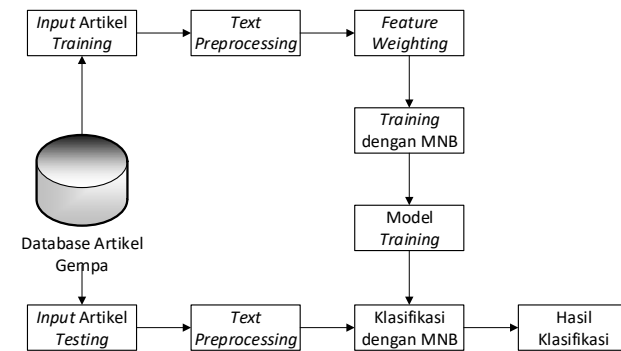 Input Artikel
Training
Text
Preprocessing
Feature
Weighting
Training
dengan MNB
Database Artikel
Gempa
Model
Training
Input Artikel
Testing
Text
Preprocessing
Klasifikasi
dengan MNB
Hasil
Klasifikasi